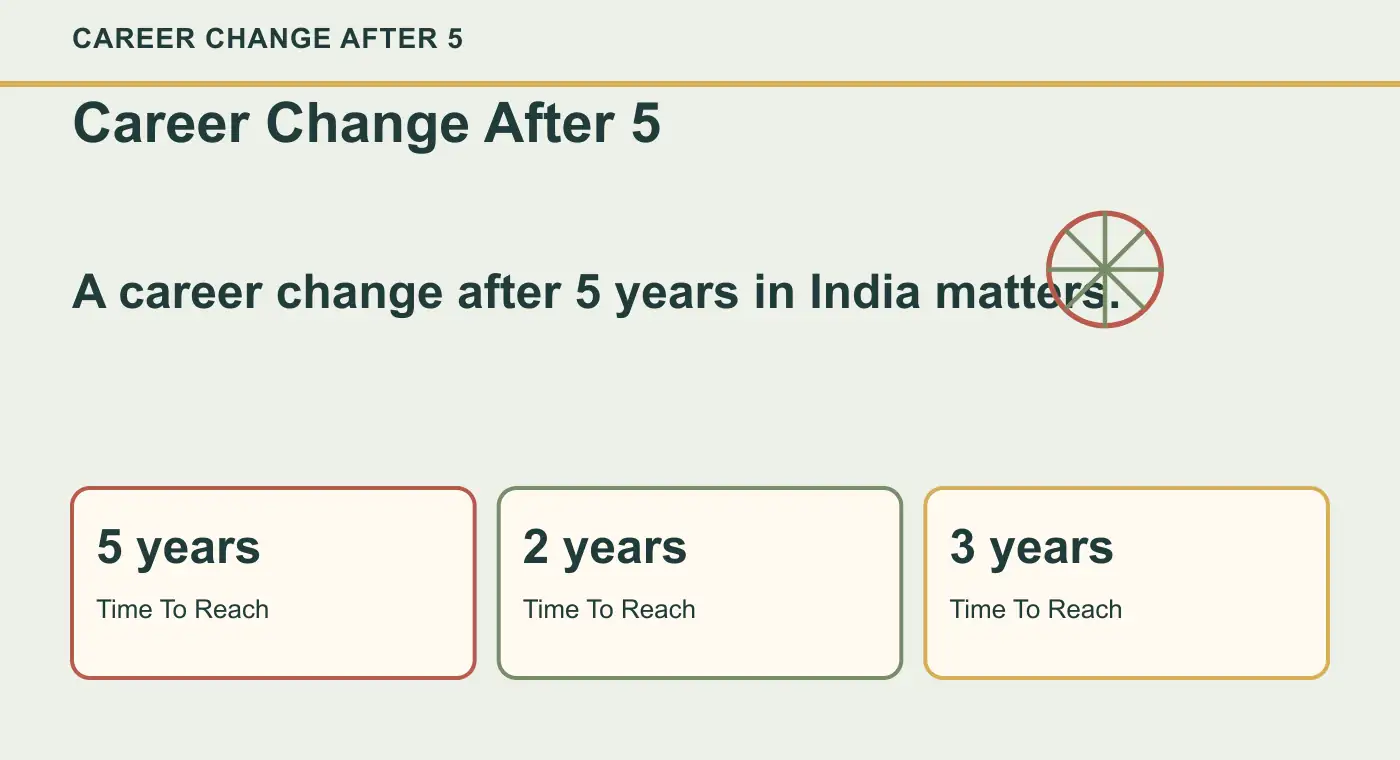 CAREER CHANGE AFTER 5
Career Change After 5
A career change after 5 years in India matters.
5 years
Time To Reach
2 years
Time To Reach
3 years
Time To Reach